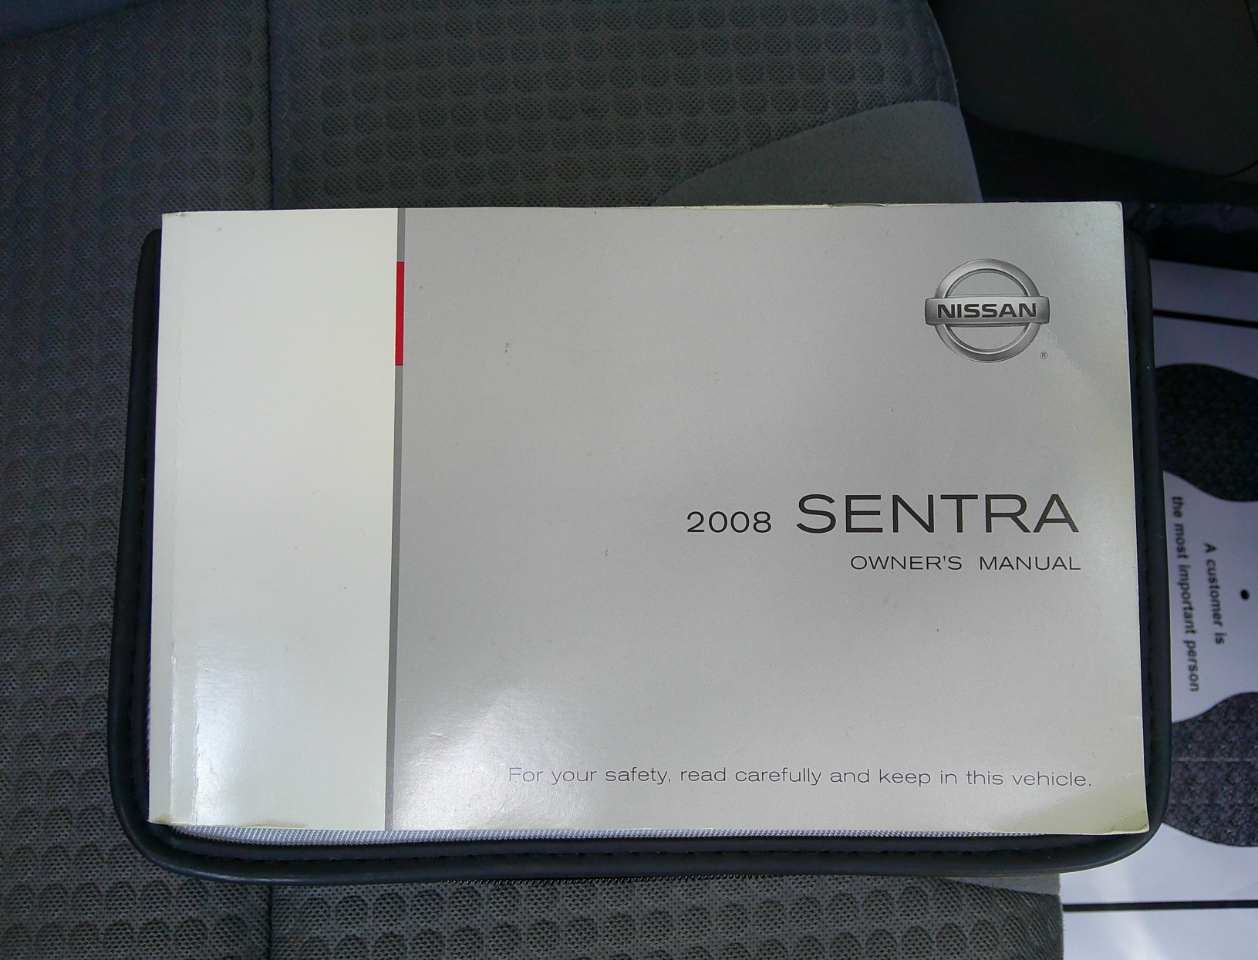 NISSAN
®
2008 SENTRA
OWNER'S MANUAL
For your safety, read carefully and keep in this vehicle.
A customer is
the most important person